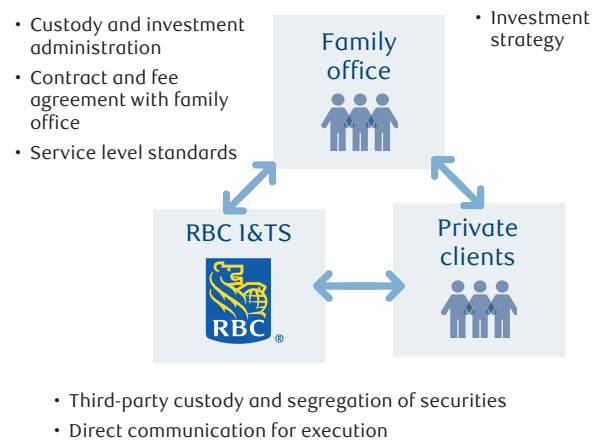 • Custody and investment
administration
• Contract and fee
agreement with family
office
• Service level standards
Family
office
• Investment
strategy
RBC I&TS
RBC
®
Private
clients
• Third-party custody and segregation of securities
• Direct communication for execution